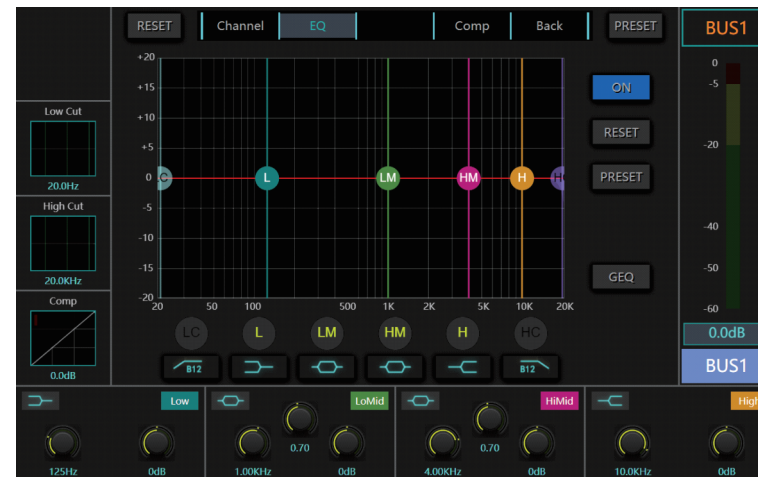 RESET Channel EQ Comp Back PRESET BUS1
+20
+15
+10
+5
0
-5
-10
-15
-20
20 50 100 500 1K 2K 5K 10K 20K
C L LM HM H HC
Low Cut
20.0Hz
High Cut
20.0KHz
Comp
0.0dB
ON
RESET
PRESET
GEQ
0
-5
-20
-40
-50
-60
0.0dB
BUS1
LC L LM HM H HC
B12 B12
Low LoMid HiMid High
0.70 0.70
125Hz 0dB 1.00KHz 0dB 4.00KHz 0dB 10.0KHz 0dB